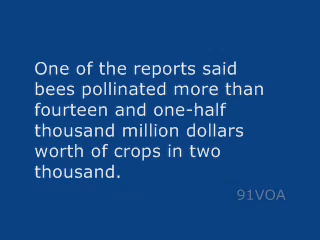 One of the reports said
bees pollinated more than
fourteen and one-half
thousand million dollars
worth of crops in two
thousand.
91VOA